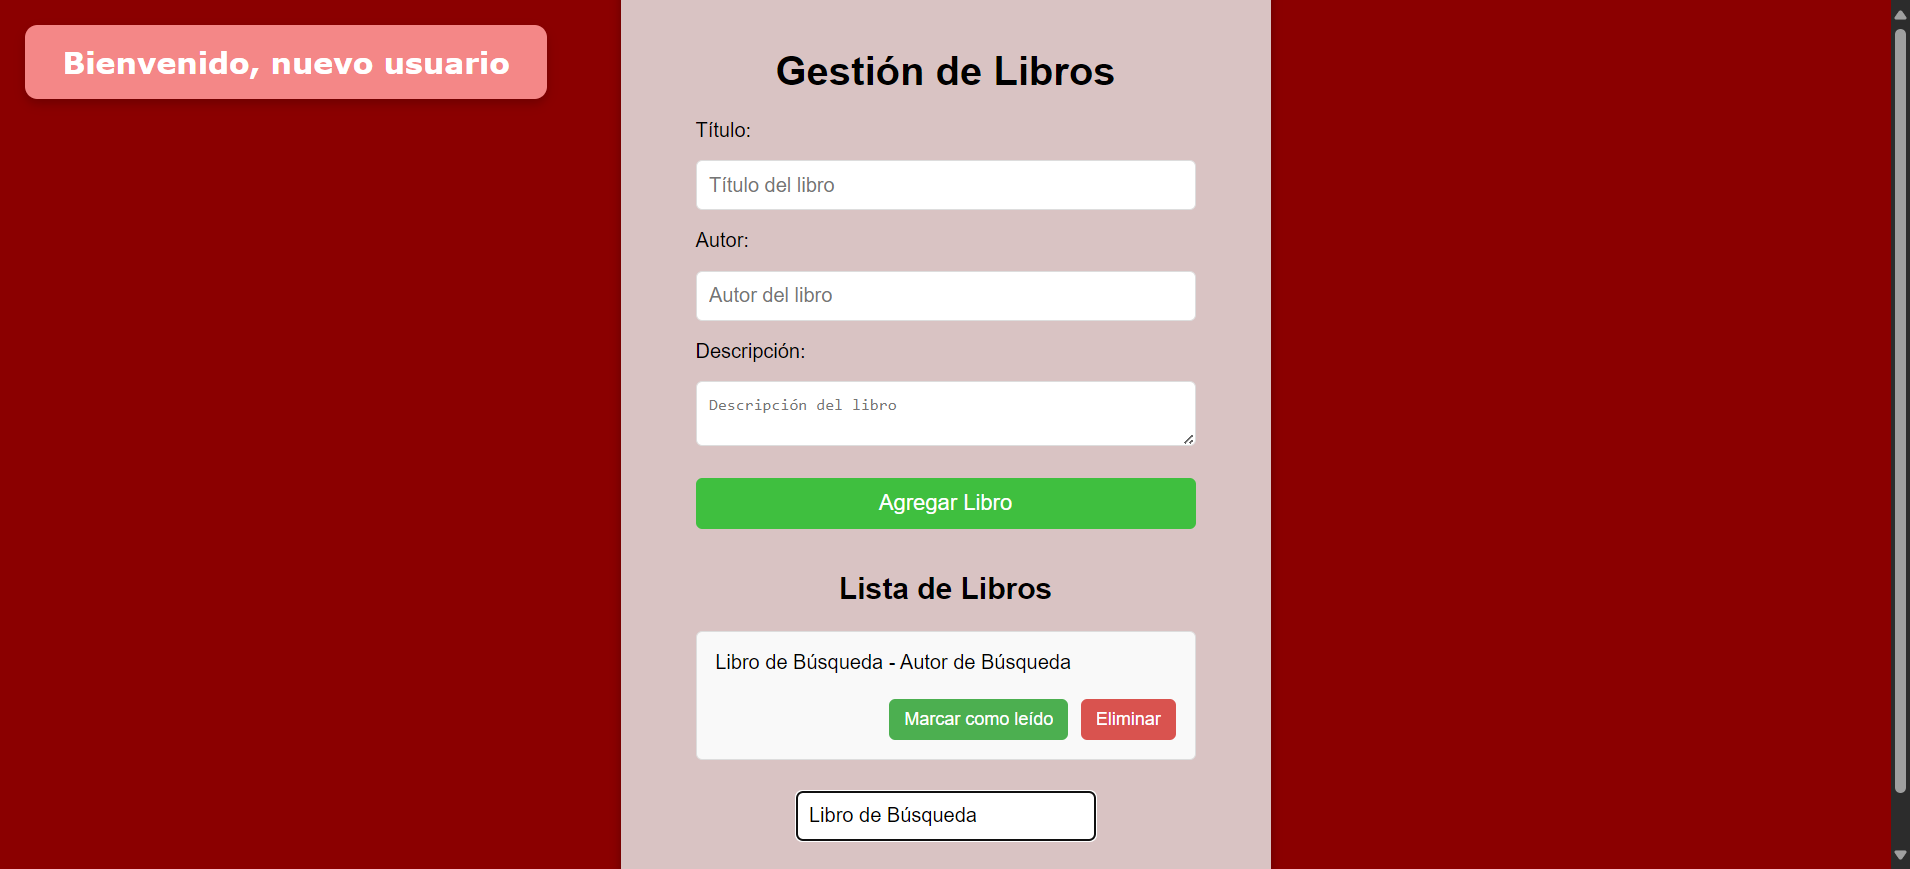 Bienvenido, nuevo usuario
Gestión de Libros
Título:
Título del libro
Autor:
Autor del libro
Descripción:
Descripción del libro
Agregar Libro
Lista de Libros
Libro de Búsqueda - Autor de Búsqueda
Marcar como leído
Eliminar
Libro de Búsqueda